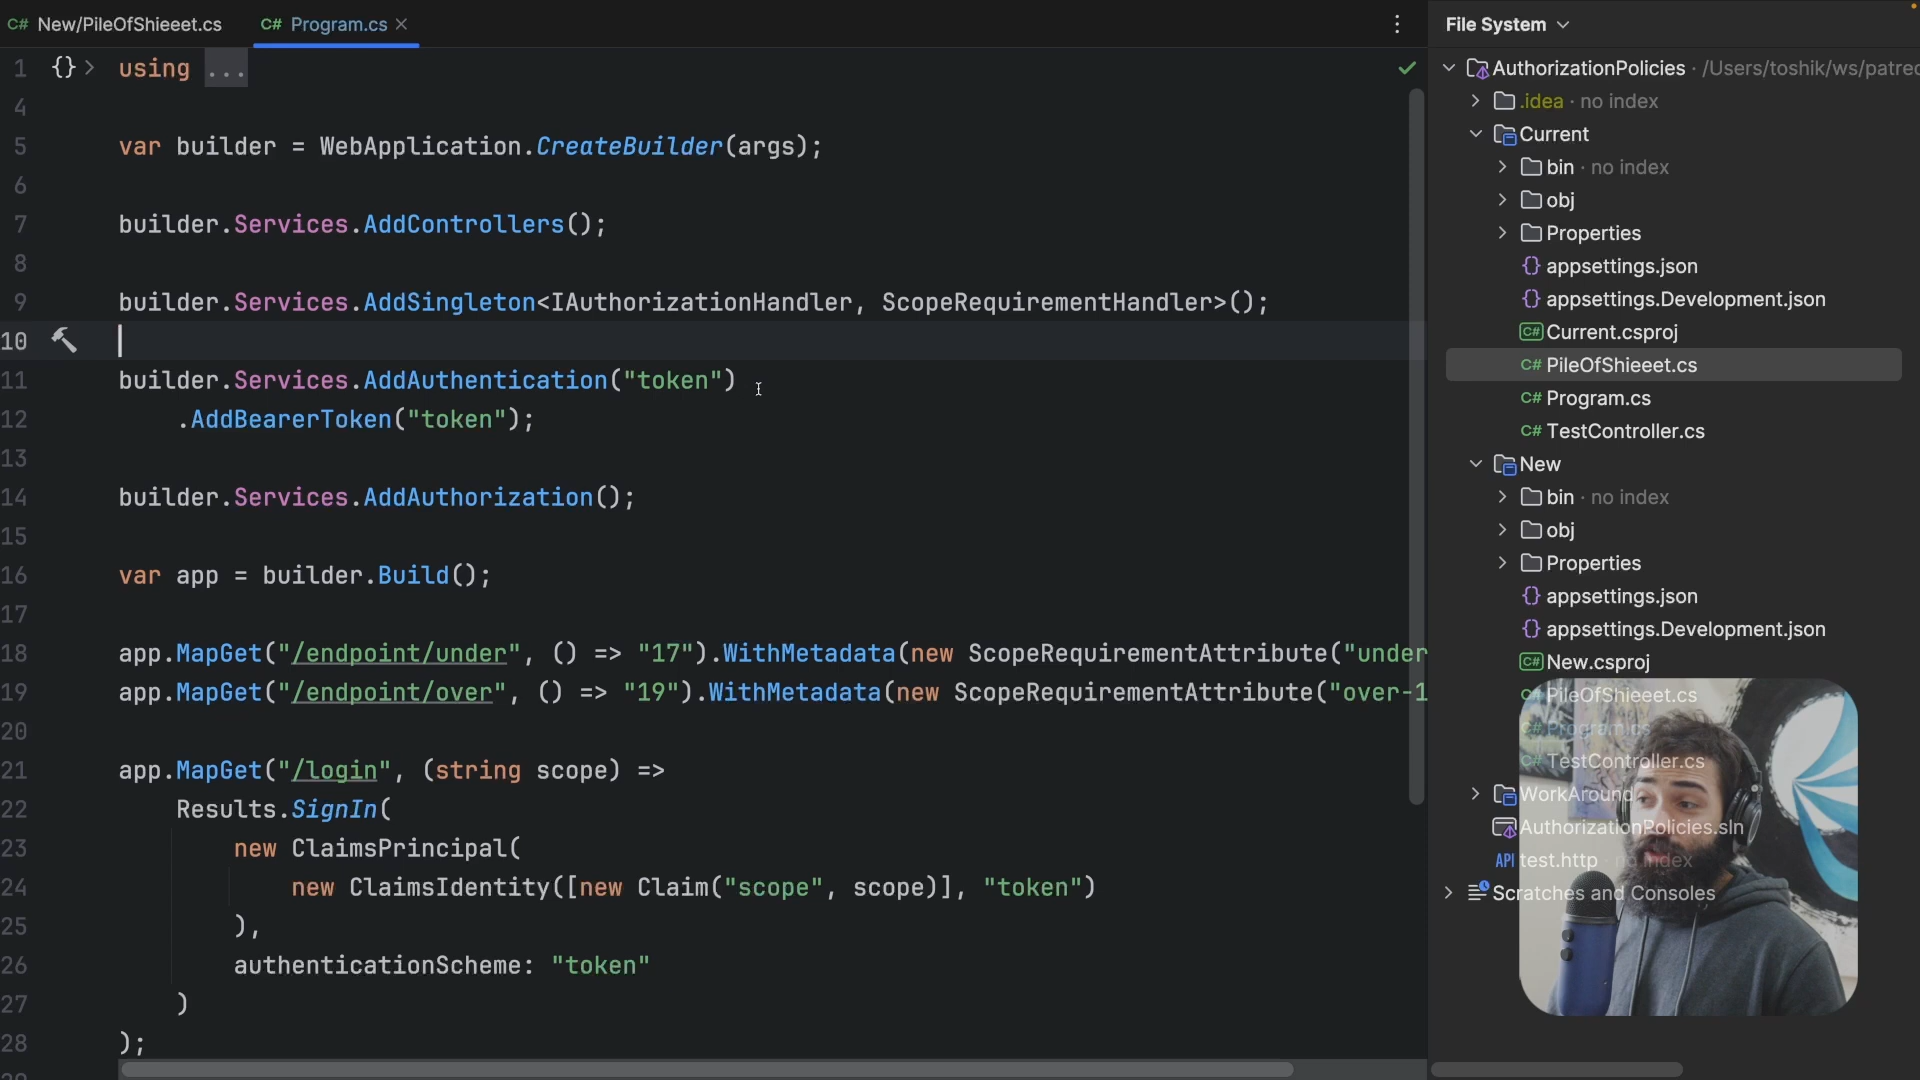 C# New/PileOfShieeet.cs
C# Program.cs
File System
1 {} using ...
4
5 var builder = WebApplication.CreateBuilder(args);
6
7 builder.Services.AddControllers();
8
9 builder.Services.AddSingleton<IAuthorizationHandler, ScopeRequirementHandler>();
10
11 builder.Services.AddAuthentication("token")
12 .AddBearerToken("token");
13
14 builder.Services.AddAuthorization();
15
16 var app = builder.Build();
17
18 app.MapGet("/endpoint/under", () => "17").WithMetadata(new ScopeRequirementAttribute("under
19 app.MapGet("/endpoint/over", () => "19").WithMetadata(new ScopeRequirementAttribute("over-1
20
21 app.MapGet("/login", (string scope) =>
22 Results.SignIn(
23 new ClaimsPrincipal(
24 new ClaimsIdentity([new Claim("scope", scope)], "token")
25 ),
26 authenticationScheme: "token"
27 )
28 );
AuthorizationPolicies · /Users/toshik/ws/patreo
.idea · no index
Current
bin · no index
obj
Properties
{} appsettings.json
{} appsettings.Development.json
C# Current.csproj
C# PileOfShieeet.cs
C# Program.cs
C# TestController.cs
New
bin · no index
obj
Properties
{} appsettings.json
{} appsettings.Development.json
C# New.csproj
C# PileOfShieeet.cs
C# Program.cs
C# TestController.cs
WorkAround
AuthorizationPolicies.sln
API test.http · no index
Scratches and Consoles